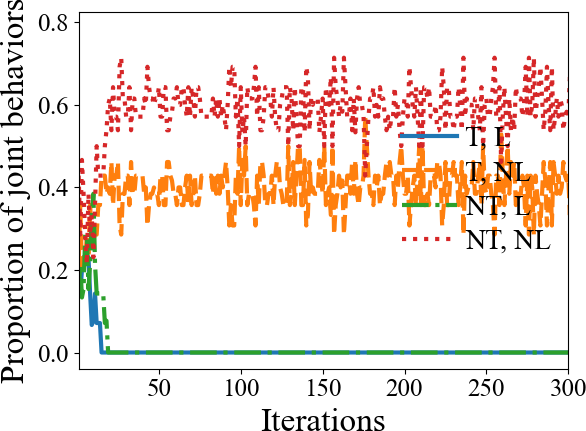 Proportion of joint behaviors
0.8
0.6
0.4
0.2
0.0
T, L
T, NL
NT, L
NT, NL
50
100
150
200
250
300
Iterations